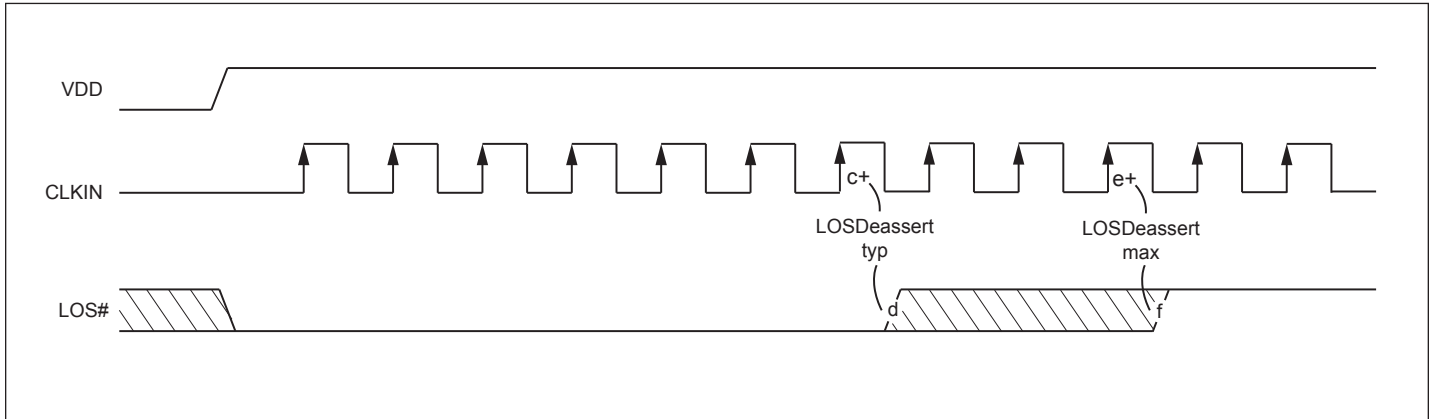 VDD
CLKIN
c+
e+
LOSDeassert
typ
LOSDeassert
max
LOS#
d
f